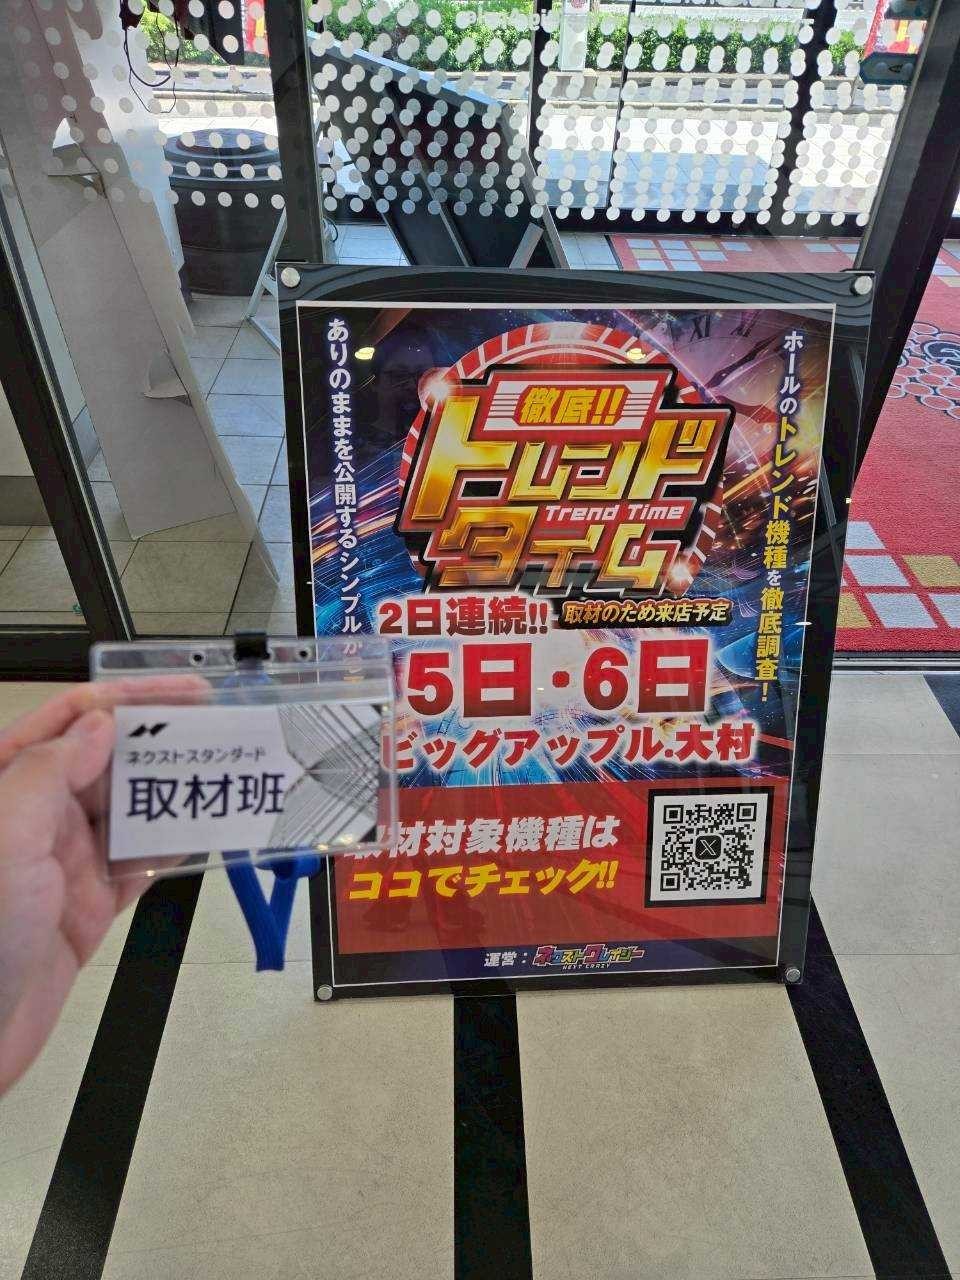 ありのままを公開するシンプルか
ホールのトレンド機種を徹底調査！
徹底!!
トレンド
Trend Time
タイム
2日連続!! 取材のため来店予定
5日・6日
ビッグアップル.大村
ネクストスタンダード
取材班
取材対象機種は
ココでチェック!!
運営：ネクストクレイジー
NEXT CRAZY